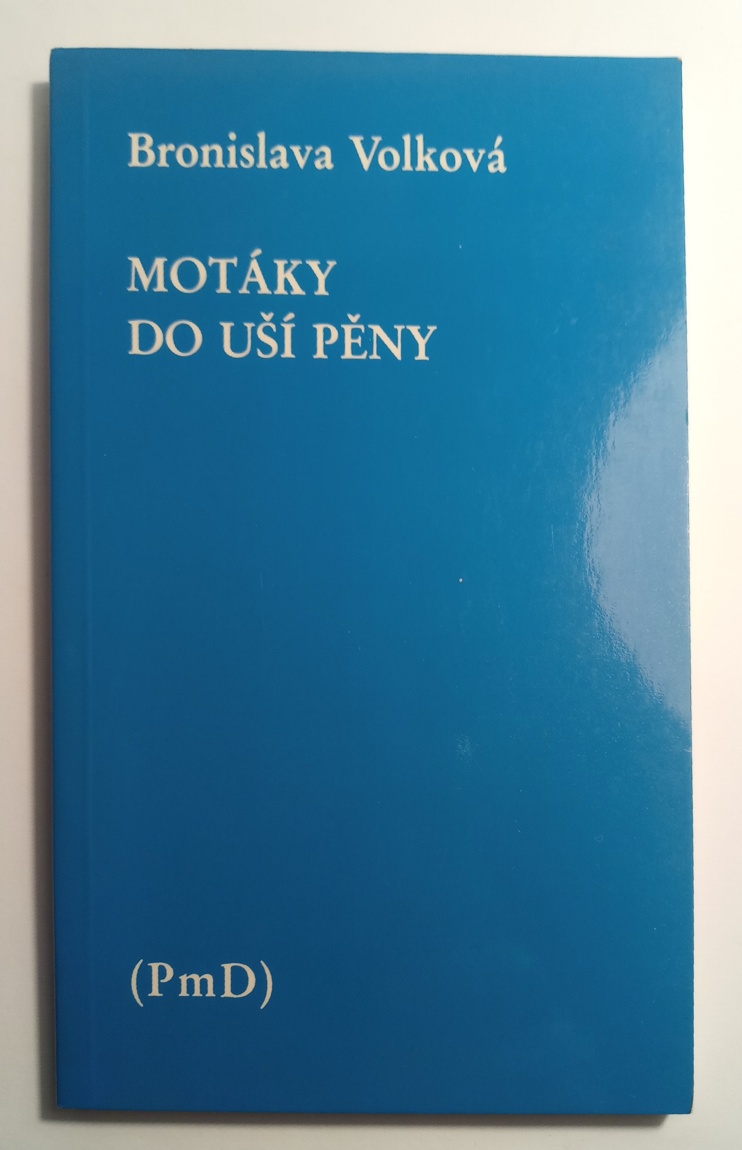 Bronislava Volková
MOTÁKY
DO UŠÍ PĚNY
(PmD)